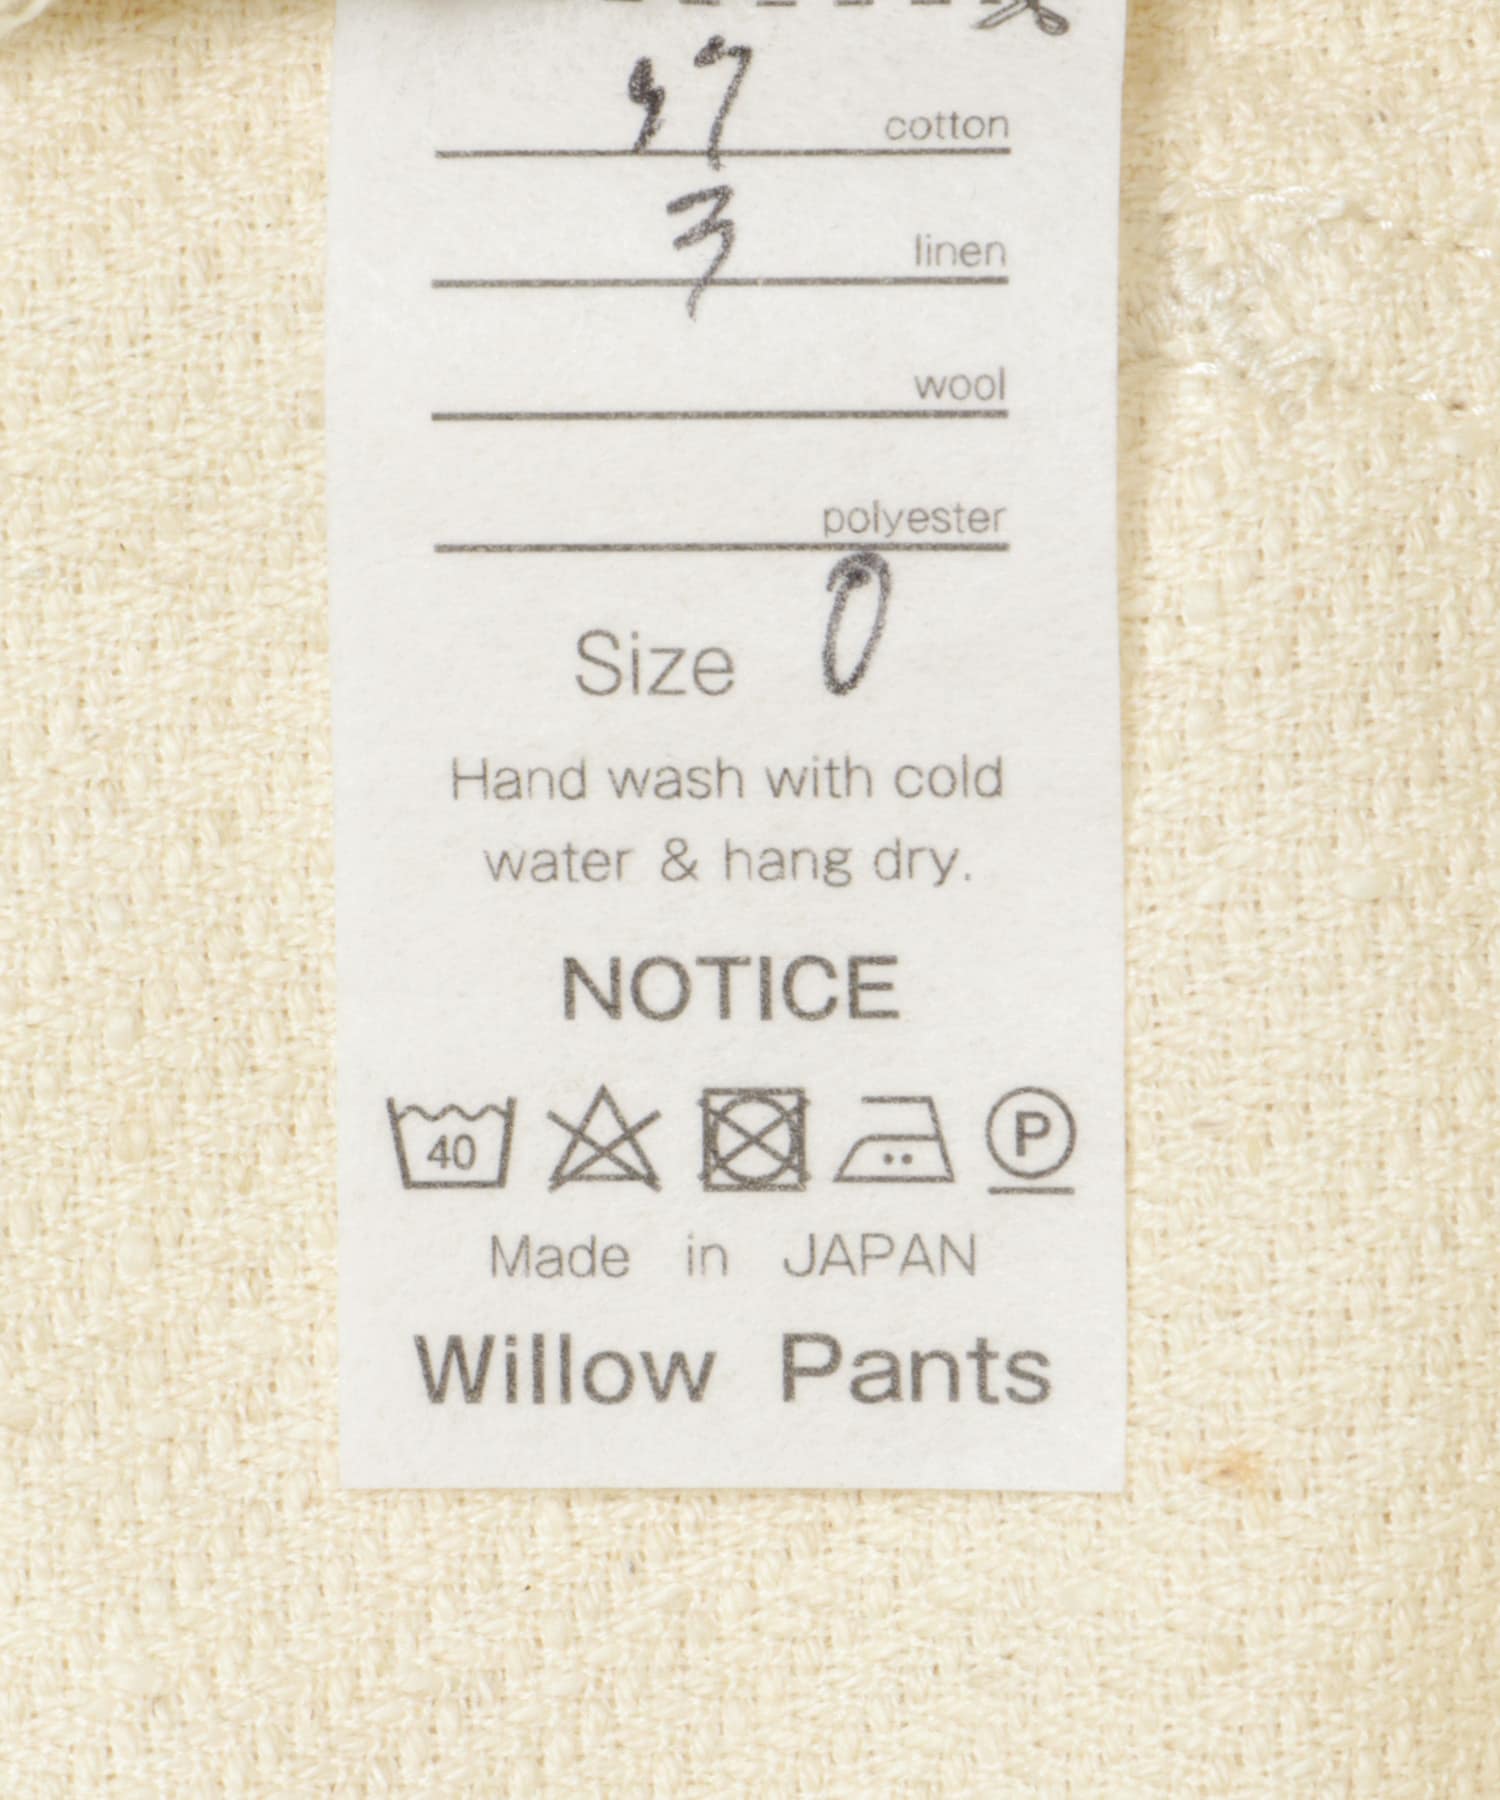 97 cotton
3 linen
wool
polyester
Size 0
Hand wash with cold
water & hang dry.
NOTICE
40 P
Made in JAPAN
Willow Pants